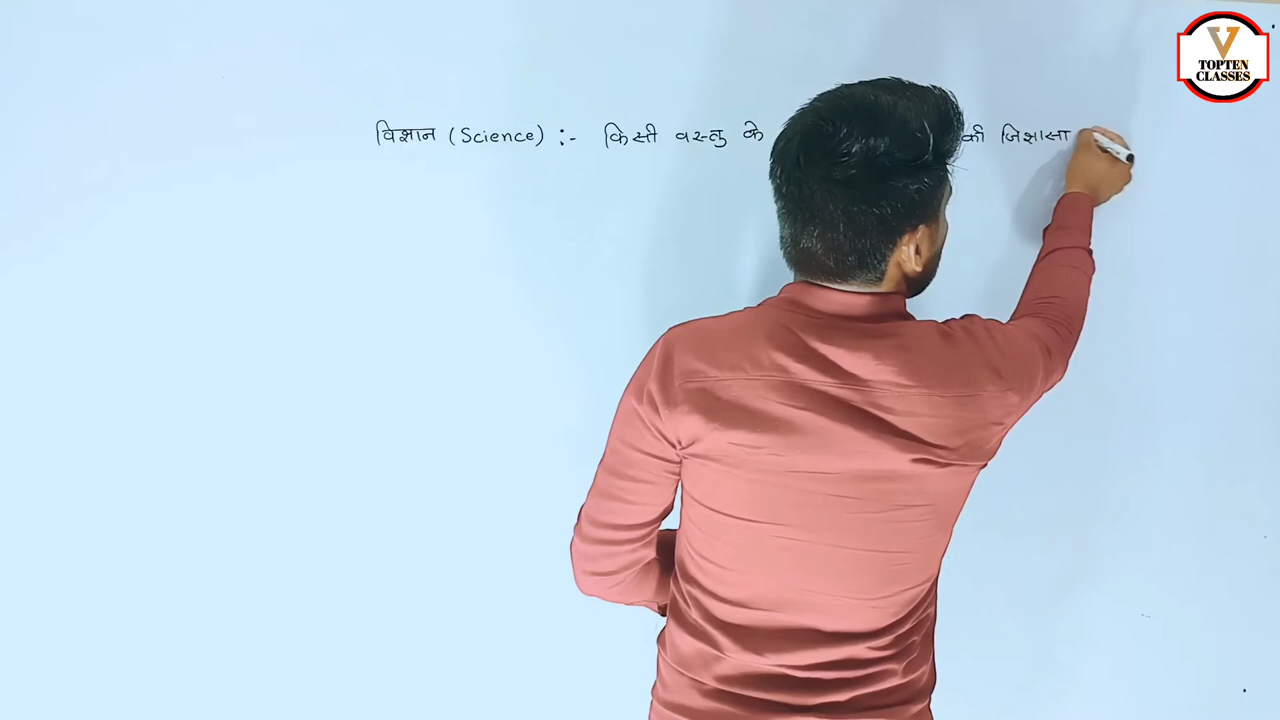 विज्ञान (Science) :- किसी वस्तु के की जिज्ञासा
V
TOPTEN
CLASSES